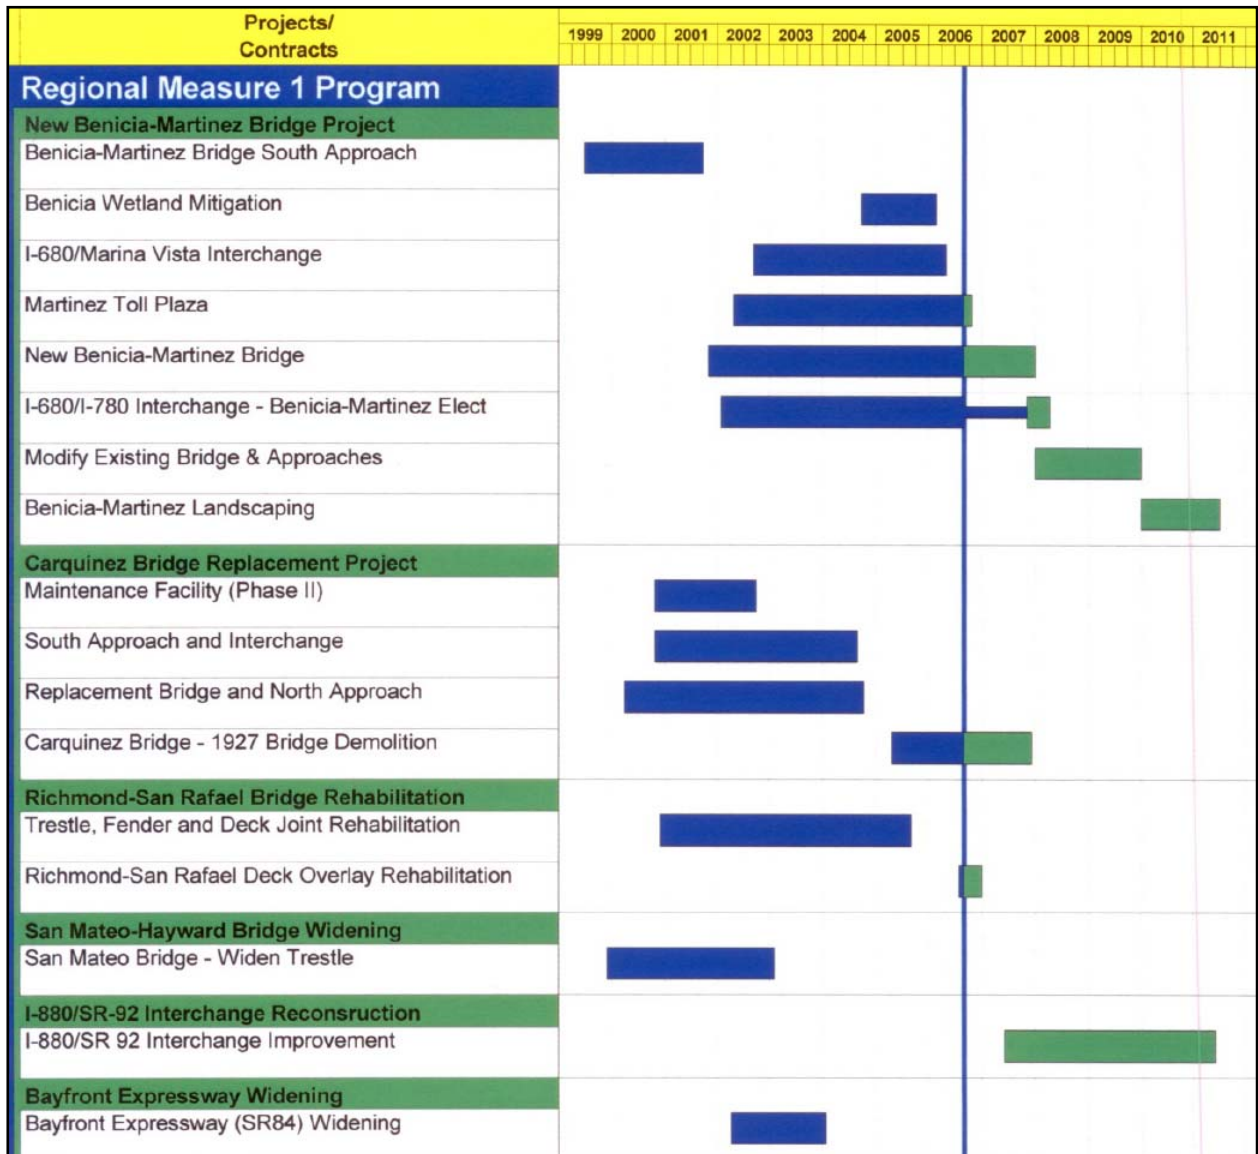 Projects/
Contracts
1999 2000 2001 2002 2003 2004 2005 2006 2007 2008 2009 2010 2011
Regional Measure 1 Program
New Benicia-Martinez Bridge Project
Benicia-Martinez Bridge South Approach
Benicia Wetland Mitigation
I-680/Marina Vista Interchange
Martinez Toll Plaza
New Benicia-Martinez Bridge
I-680/I-780 Interchange - Benicia-Martinez Elect
Modify Existing Bridge & Approaches
Benicia-Martinez Landscaping
Carquinez Bridge Replacement Project
Maintenance Facility (Phase II)
South Approach and Interchange
Replacement Bridge and North Approach
Carquinez Bridge - 1927 Bridge Demolition
Richmond-San Rafael Bridge Rehabilitation
Trestle, Fender and Deck Joint Rehabilitation
Richmond-San Rafael Deck Overlay Rehabilitation
San Mateo-Hayward Bridge Widening
San Mateo Bridge - Widen Trestle
I-880/SR-92 Interchange Reconsruction
I-880/SR 92 Interchange Improvement
Bayfront Expressway Widening
Bayfront Expressway (SR84) Widening